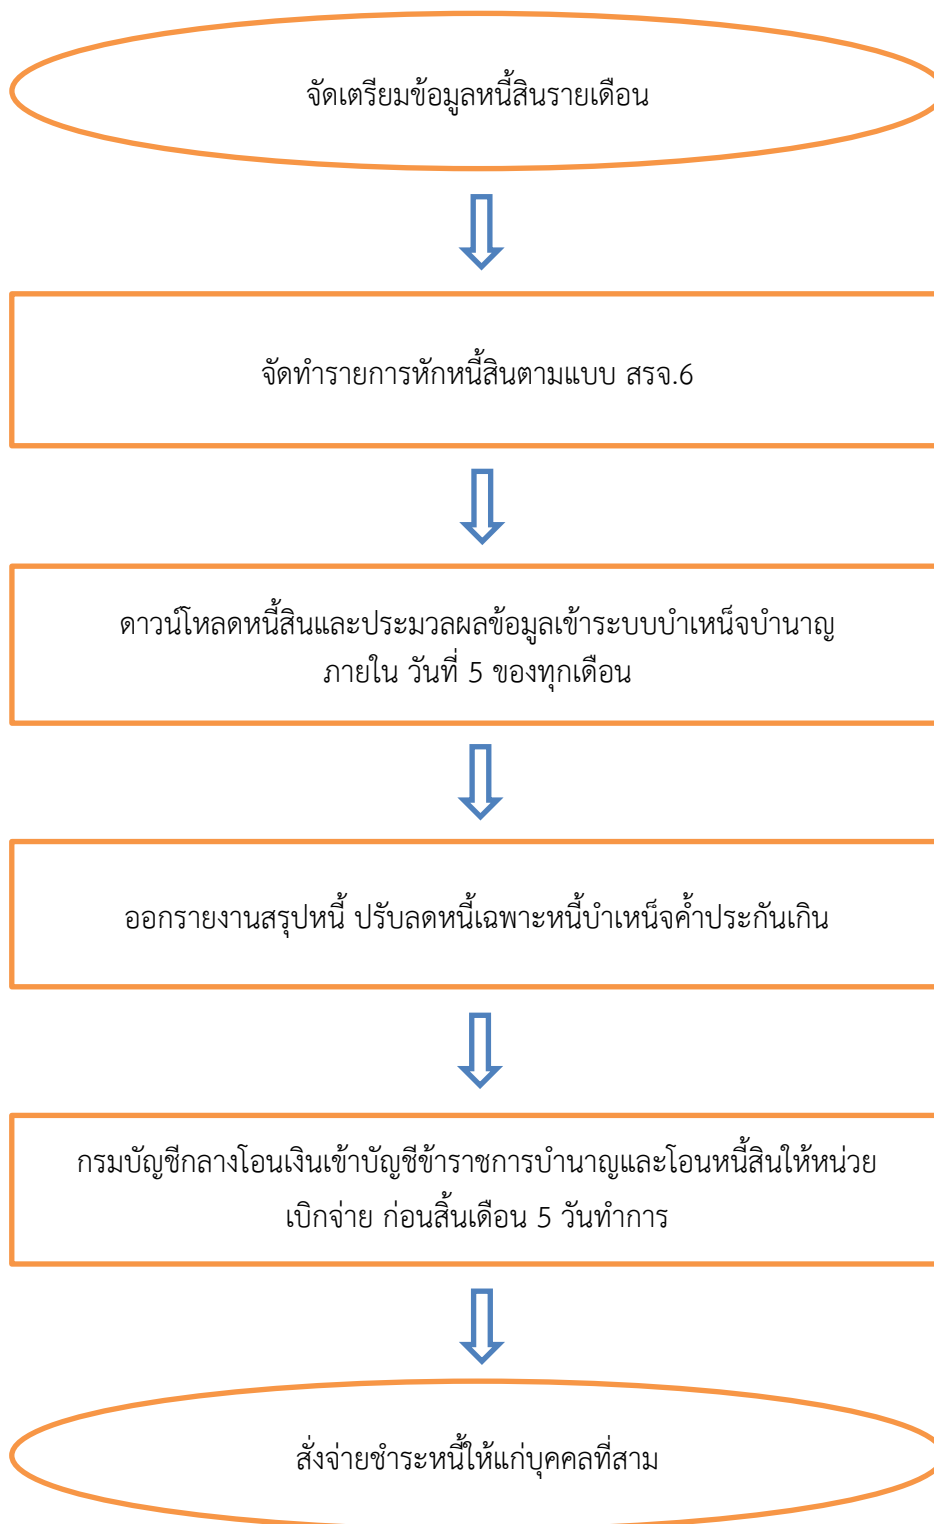 จัดเตรียมข้อมูลหนี้สินรายเดือน
จัดทำรายการหักหนี้สินตามแบบ สรจ.6
ดาวน์โหลดหนี้สินและประมวลผลข้อมูลเข้าระบบบำเหน็จบำนาญ
ภายใน วันที่ 5 ของทุกเดือน
ออกรายงานสรุปหนี้ ปรับลดหนี้เฉพาะหนี้บำเหน็จค้ำประกันเกิน
กรมบัญชีกลางโอนเงินเข้าบัญชีข้าราชการบำนาญและโอนหนี้สินให้หน่วย
เบิกจ่าย ก่อนสิ้นเดือน 5 วันทำการ
สั่งจ่ายชำระหนี้ให้แก่บุคคลที่สาม